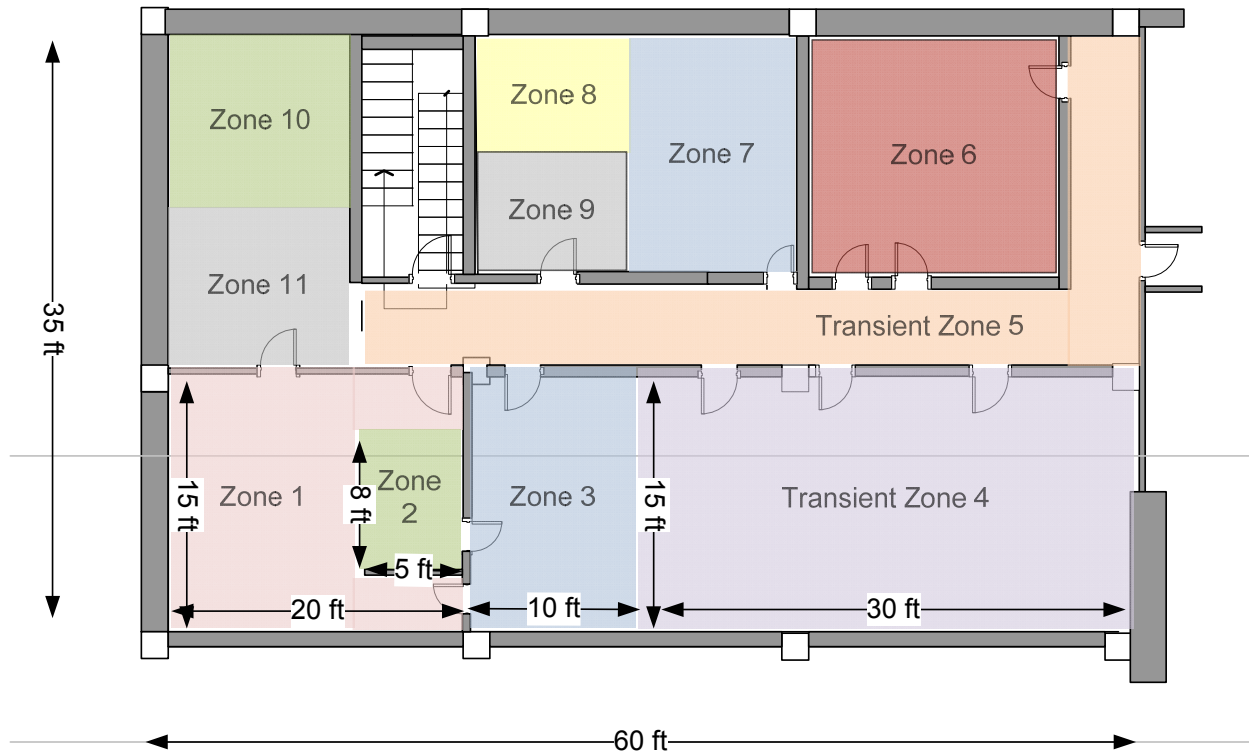 Zone 8
Zone 10
Zone 7
Zone 6
Zone 9
Zone 11
35 ft
Transient Zone 5
15 ft
Zone 1
8 ft
Zone
2
Zone 3
15 ft
Transient Zone 4
5 ft
20 ft
10 ft
30 ft
60 ft